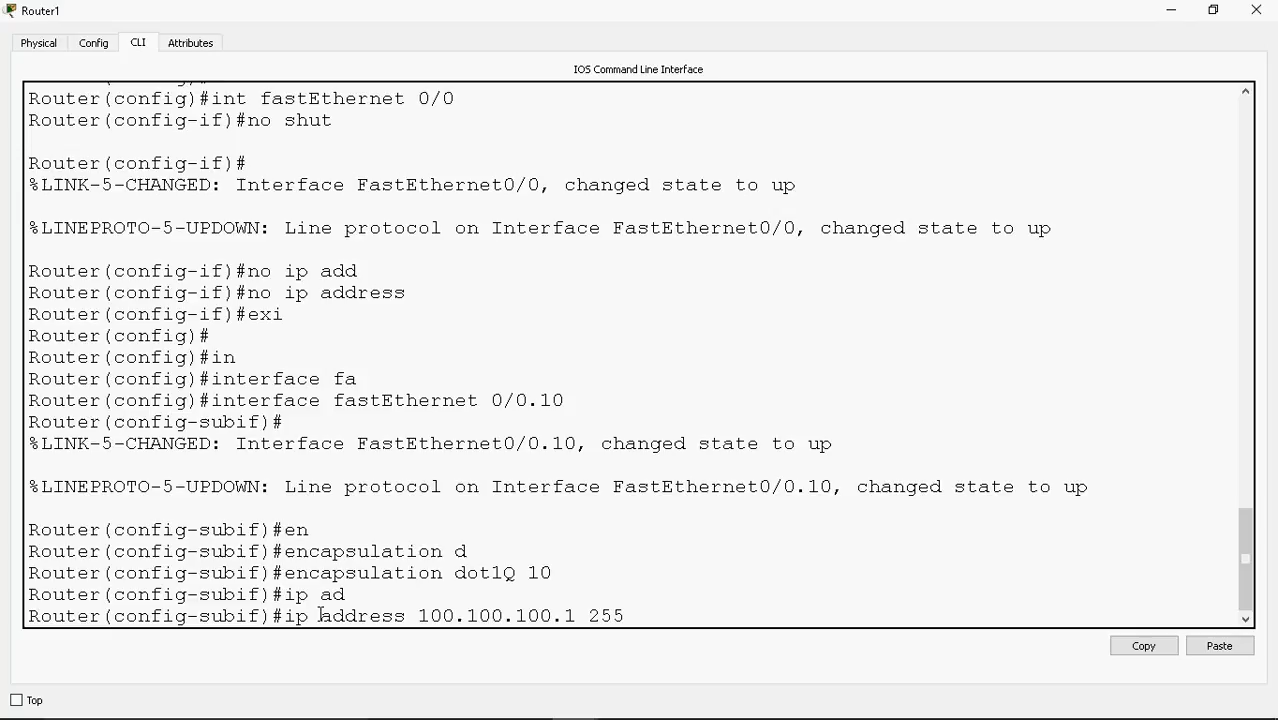 Router1
Physical Config CLI Attributes
IOS Command Line Interface
Router(config)#int fastEthernet 0/0
Router(config-if)#no shut
Router(config-if)#
%LINK-5-CHANGED: Interface FastEthernet0/0, changed state to up
%LINEPROTO-5-UPDOWN: Line protocol on Interface FastEthernet0/0, changed state to up
Router(config-if)#no ip add
Router(config-if)#no ip address
Router(config-if)#exi
Router(config)#
Router(config)#in
Router(config)#interface fa
Router(config)#interface fastEthernet 0/0.10
Router(config-subif)#
%LINK-5-CHANGED: Interface FastEthernet0/0.10, changed state to up
%LINEPROTO-5-UPDOWN: Line protocol on Interface FastEthernet0/0.10, changed state to up
Router(config-subif)#en
Router(config-subif)#encapsulation d
Router(config-subif)#encapsulation dot1Q 10
Router(config-subif)#ip ad
Router(config-subif)#ip address 100.100.100.1 255
Copy Paste
Top